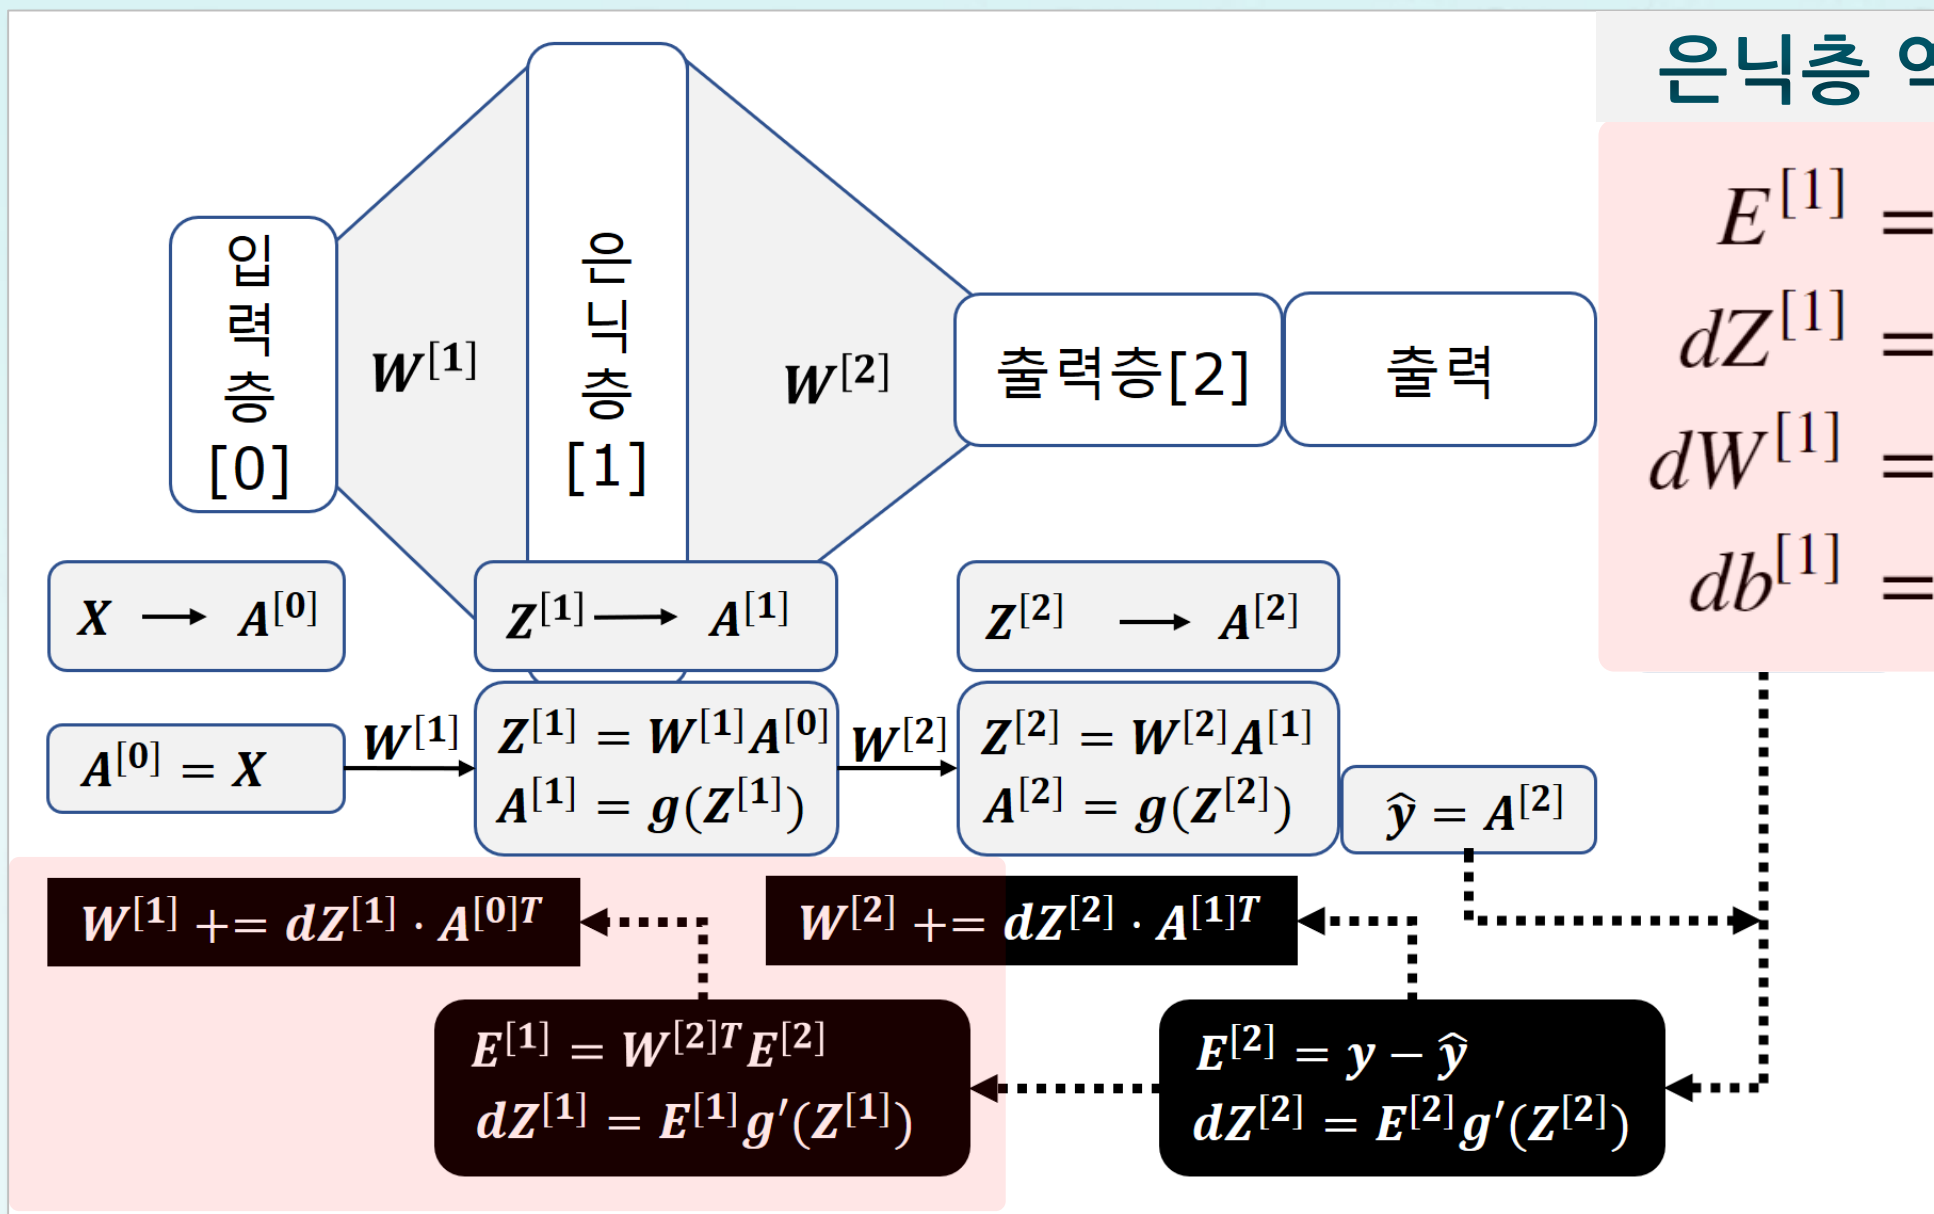 은닉층
E[1] =
dZ[1] =
dW[1] =
db[1] =
입력층[0]
W[1]
은닉층[1]
W[2]
출력층[2]
출력
X → A[0]
Z[1] → A[1]
Z[2] → A[2]
A[0] = X
W[1]
Z[1] = W[1]A[0]
A[1] = g(Z[1])
W[2]
Z[2] = W[2]A[1]
A[2] = g(Z[2])
ŷ = A[2]
W[1] += dZ[1] · A[0]T
W[2] += dZ[2] · A[1]T
E[1] = W[2]T E[2]
dZ[1] = E[1] g′(Z[1])
E[2] = y − ŷ
dZ[2] = E[2] g′(Z[2])